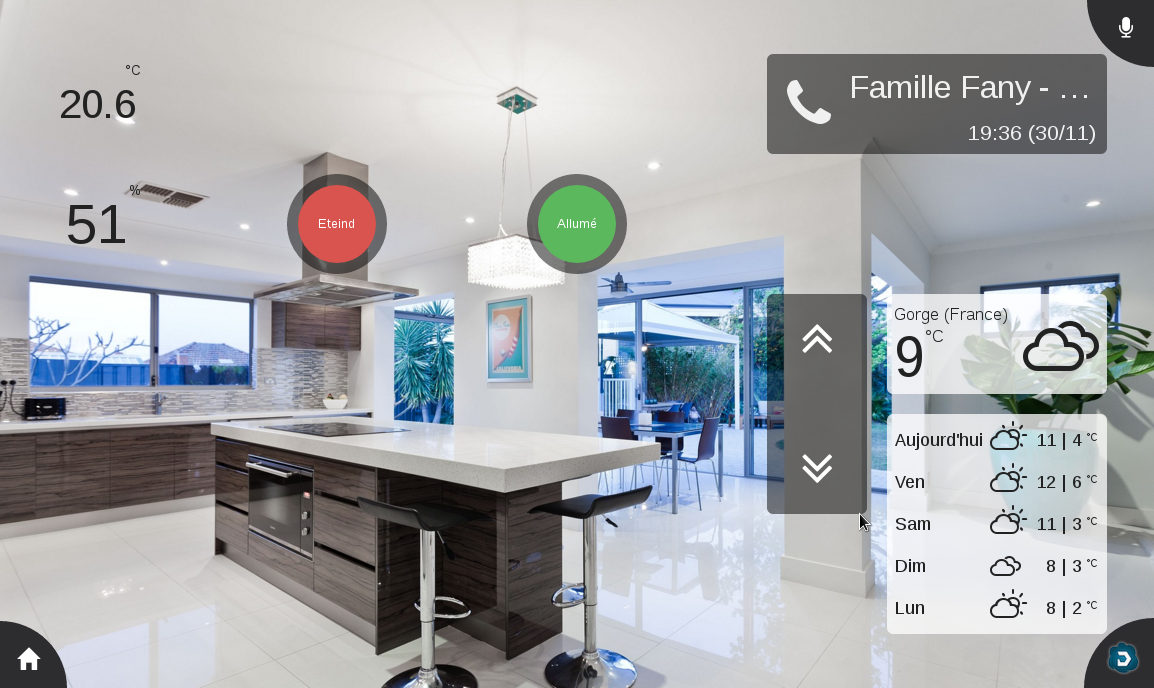 °C
20.6
%
51
Eteind
Allumé
Famille Fany - …
19:36 (30/11)
Gorge (France)
9 °C
Aujourd'hui 11 | 4 °C
Ven 12 | 6 °C
Sam 11 | 3 °C
Dim 8 | 3 °C
Lun 8 | 2 °C